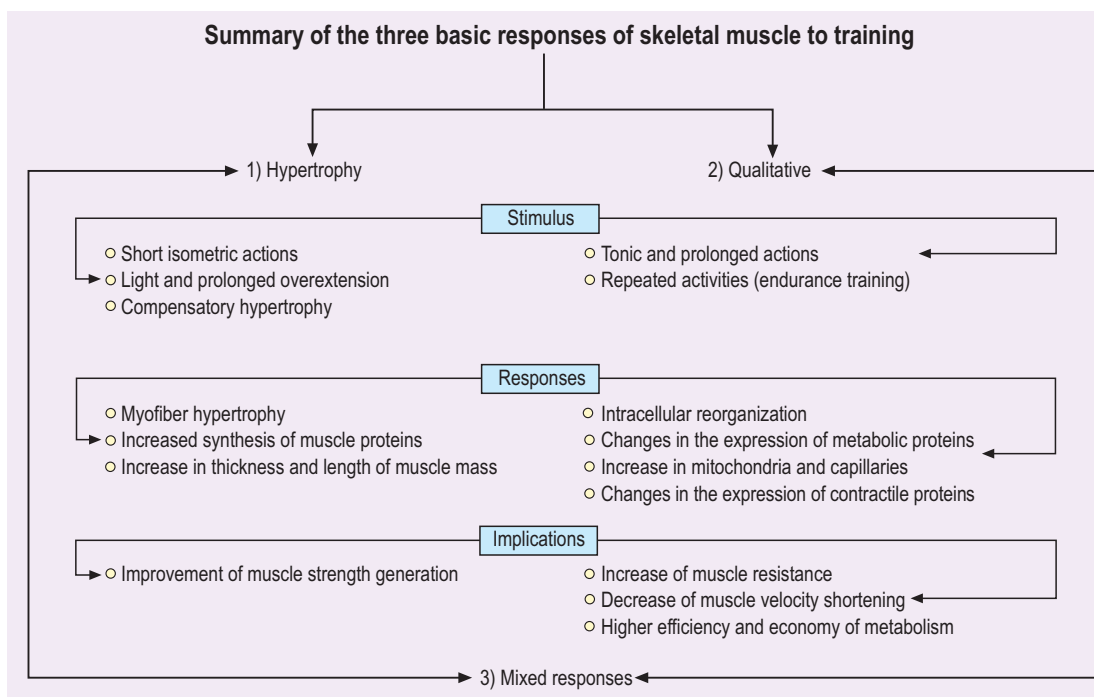 Summary of the three basic responses of skeletal muscle to training
1) Hypertrophy
2) Qualitative
Stimulus
Short isometric actions
Light and prolonged overextension
Compensatory hypertrophy
Tonic and prolonged actions
Repeated activities (endurance training)
Responses
Myofiber hypertrophy
Increased synthesis of muscle proteins
Increase in thickness and length of muscle mass
Intracellular reorganization
Changes in the expression of metabolic proteins
Increase in mitochondria and capillaries
Changes in the expression of contractile proteins
Implications
Improvement of muscle strength generation
Increase of muscle resistance
Decrease of muscle velocity shortening
Higher efficiency and economy of metabolism
3) Mixed responses